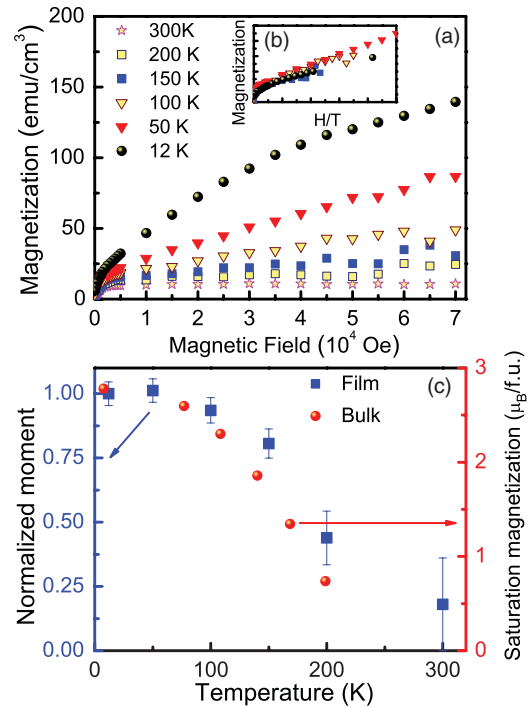 200
150
100
50
0
Magnetization (emu/cm³)
300K
200 K
150 K
100 K
50 K
12 K
(b)
Magnetization
H/T
(a)
0 1 2 3 4 5 6 7
Magnetic Field (10⁴ Oe)
1.00
0.75
0.50
0.25
0.00
Normalized moment
Film
Bulk
(c)
3
2
1
0
Saturation magnetization (μB/f.u.)
0 100 200 300
Temperature (K)